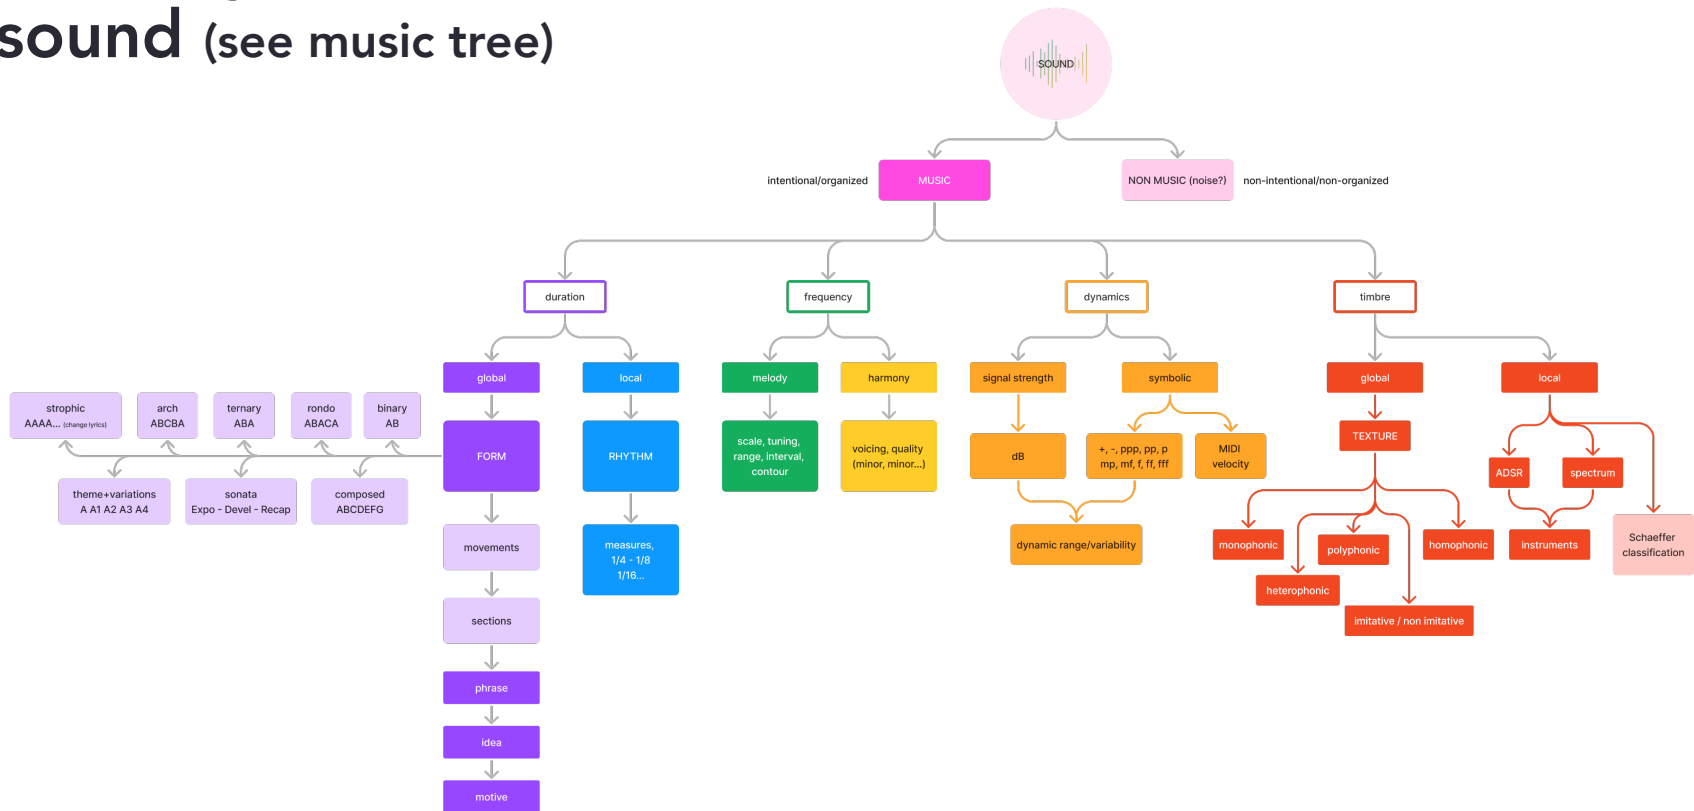 sound (see music tree)
SOUND
intentional/organized
MUSIC
NON MUSIC (noise?)
non-intentional/non-organized
duration
frequency
dynamics
timbre
global
local
melody
harmony
signal strength
symbolic
global
local
strophic
AAAA... (change lyrics)
arch
ABCBA
ternary
ABA
rondo
ABACA
binary
AB
FORM
RHYTHM
scale, tuning,
range, interval,
contour
voicing, quality
(minor, minor...)
dB
+, -, ppp, pp, p
mp, mf, f, ff, fff
MIDI
velocity
TEXTURE
ADSR
spectrum
theme+variations
A A1 A2 A3 A4
sonata
Expo - Devel - Recap
composed
ABCDEFG
movements
measures,
1/4 - 1/8
1/16...
dynamic range/variability
monophonic
polyphonic
homophonic
instruments
Schaeffer
classification
heterophonic
imitative / non imitative
sections
phrase
idea
motive